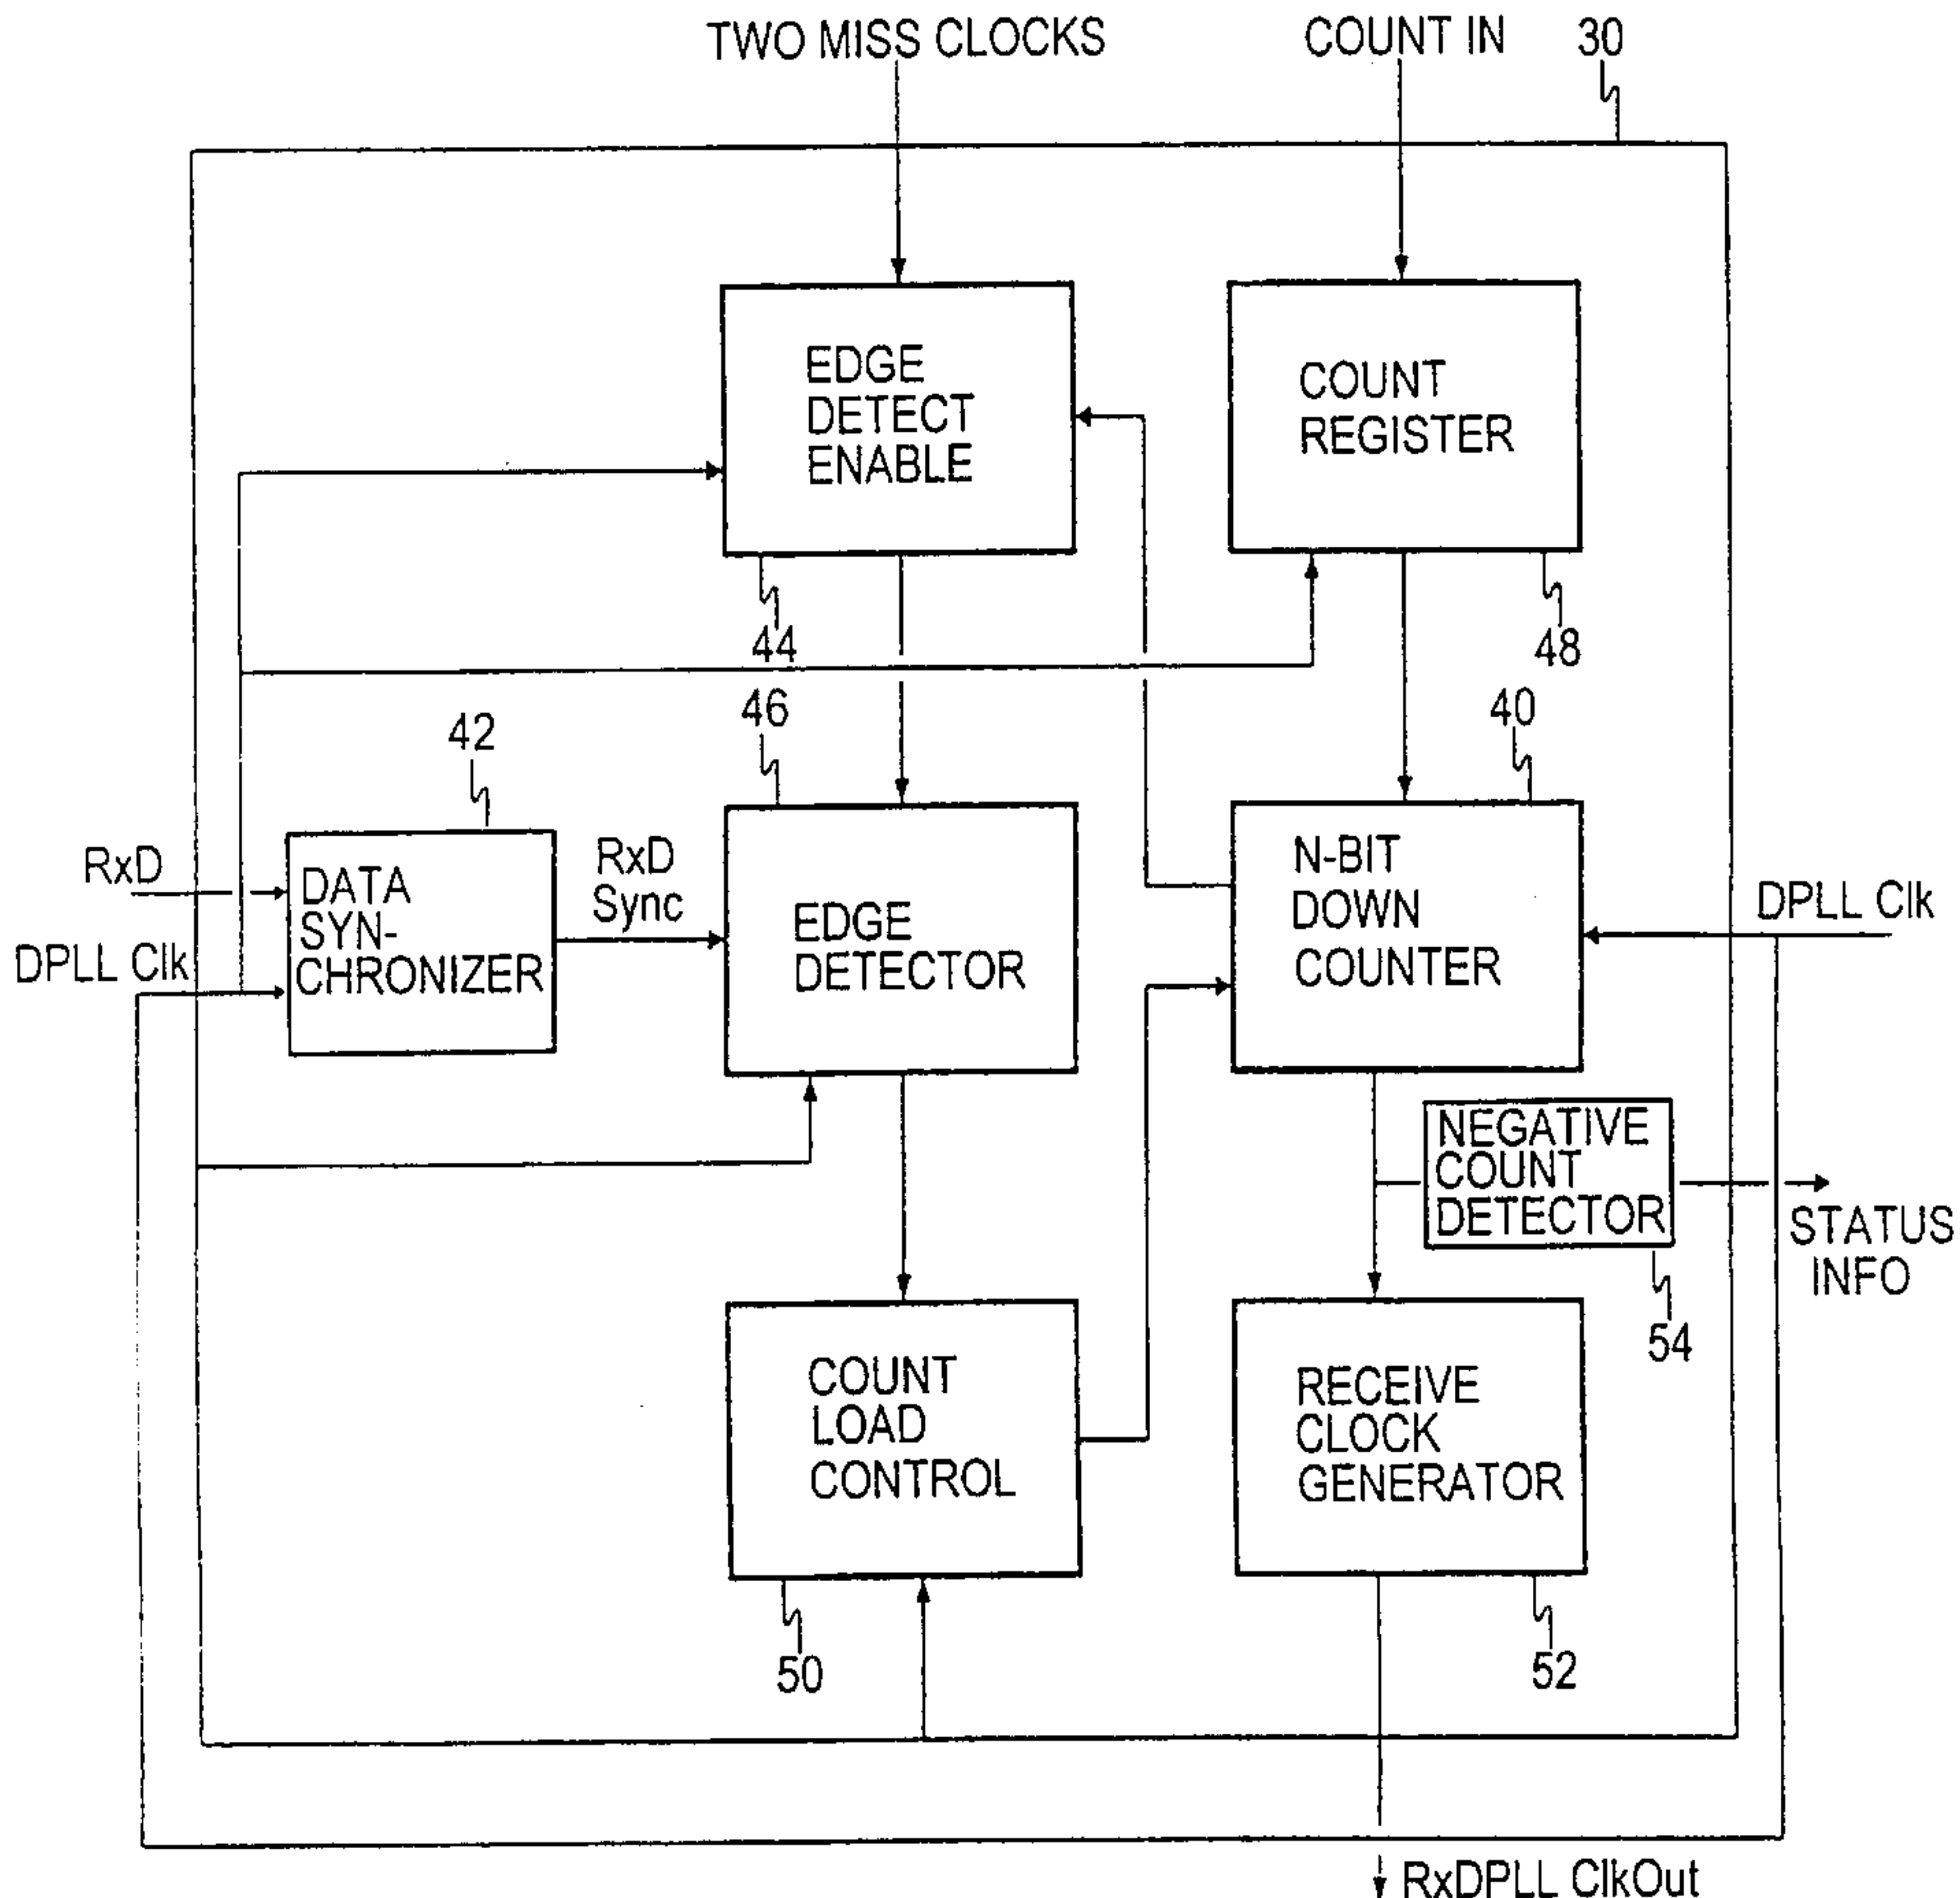 TWO MISS CLOCKS
COUNT IN
30
EDGE
DETECT
ENABLE
COUNT
REGISTER
44
48
46
40
42
RxD
DPLL Clk
DATA
SYN-
CHRONIZER
RxD
Sync
EDGE
DETECTOR
N-BIT
DOWN
COUNTER
DPLL Clk
NEGATIVE
COUNT
DETECTOR
STATUS
INFO
54
COUNT
LOAD
CONTROL
RECEIVE
CLOCK
GENERATOR
50
52
RxDPLL ClkOut